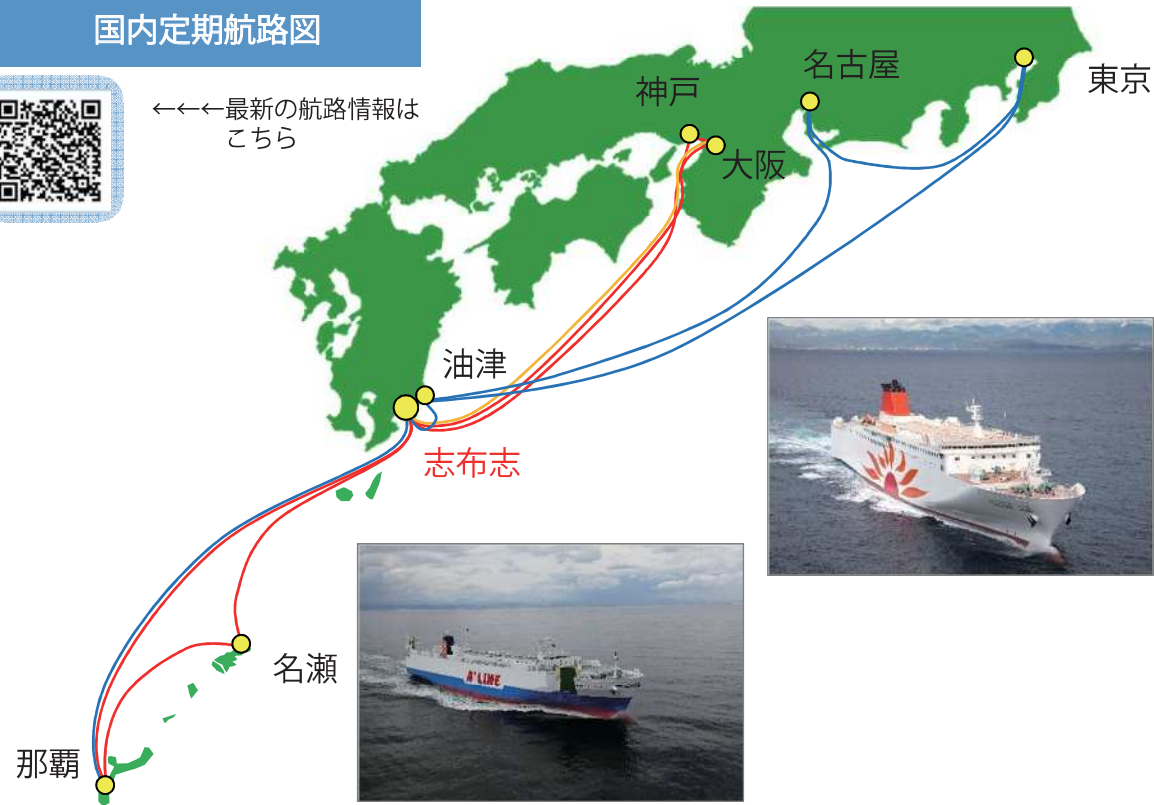 国内定期航路図
←←←最新の航路情報は
こちら
神戸
名古屋
東京
大阪
油津
志布志
名瀬
那覇
A"LINE